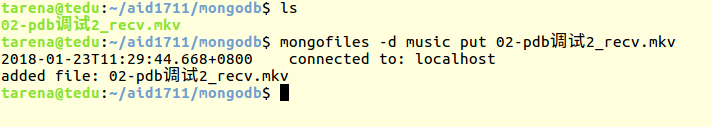 tarena@tedu:~/aid1711/mongodb$ ls
02-pdb调试2_recv.mkv
tarena@tedu:~/aid1711/mongodb$ mongofiles -d music put 02-pdb调试2_recv.mkv
2018-01-23T11:29:44.668+0800    connected to: localhost
added file: 02-pdb调试2_recv.mkv
tarena@tedu:~/aid1711/mongodb$